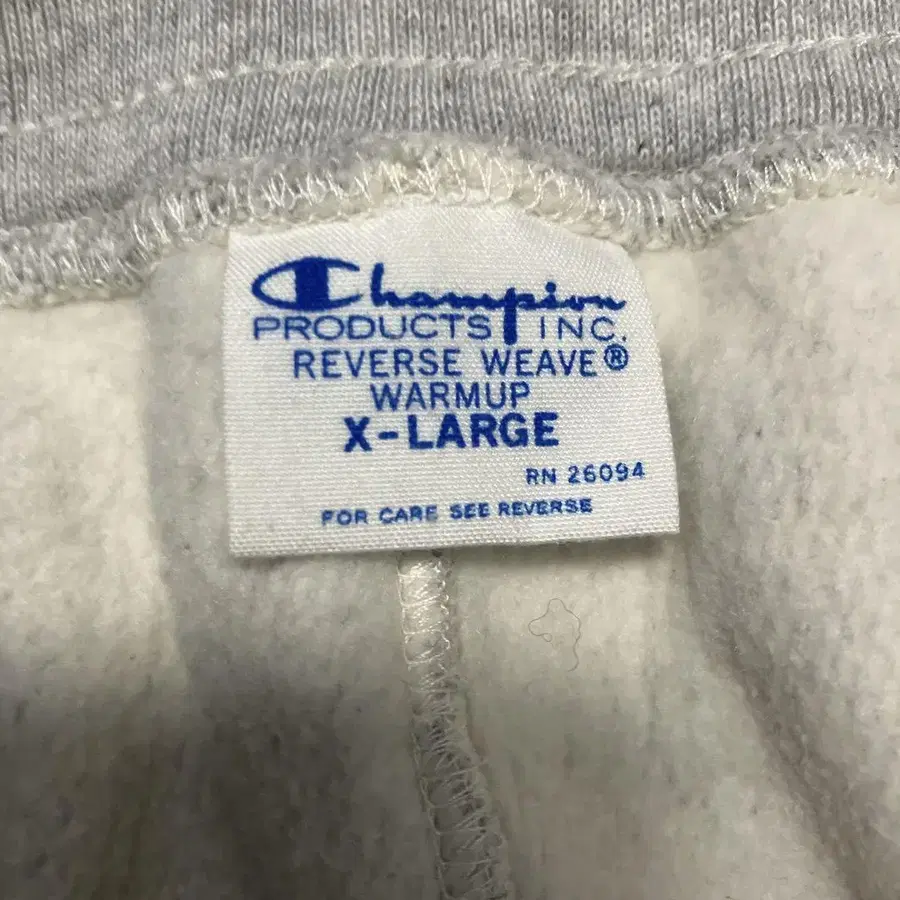 Champion
PRODUCTS INC.
REVERSE WEAVE®
WARMUP
X-LARGE
RN 26094
FOR CARE SEE REVERSE